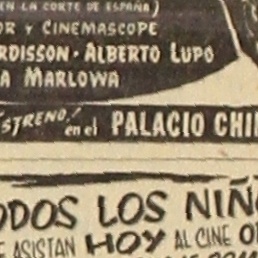 EN LA CORTE DE ESPAÑA)
OR Y CINEMASCOPE
RDISSON · ALBERTO LUPO
A MARLOWA
ESTRENO! en el PALACIO CHI
ODOS LOS NIÑ
E ASISTAN HOY AL CINE O